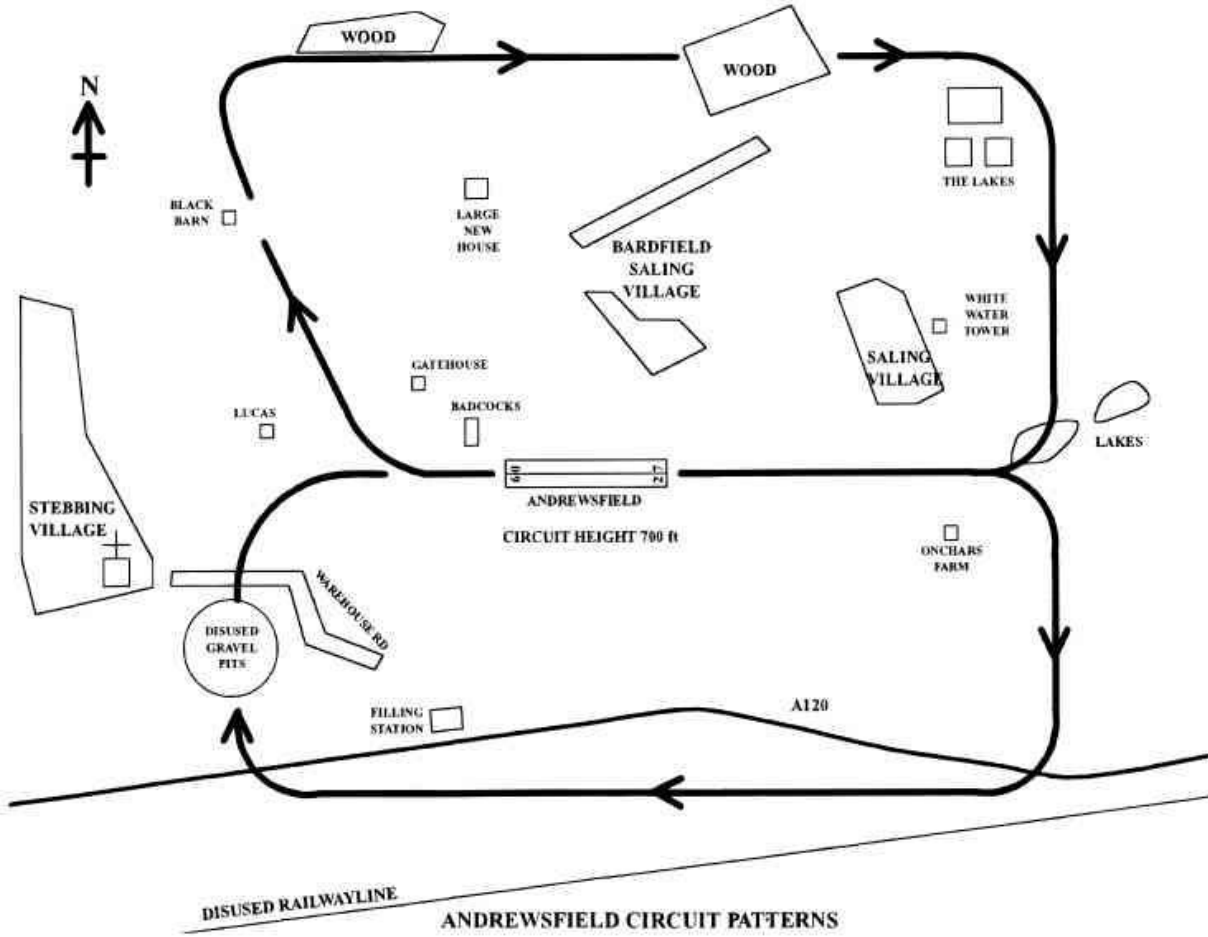 WOOD
WOOD
N
THE LAKES
BLACK
BARN
LARGE
NEW
HOUSE
BARDFIELD
SALING
VILLAGE
WHITE
WATER
TOWER
SALING
VILLAGE
GATEHOUSE
BADCOCKS
LUCAS
LAKES
09
27
ANDREWSFIELD
STEBBING
VILLAGE
CIRCUIT HEIGHT 700 ft
ONCHARS
FARM
WAREHOUSE RD
DISUSED
GRAVEL
PITS
FILLING
STATION
A120
DISUSED RAILWAYLINE
ANDREWSFIELD CIRCUIT PATTERNS